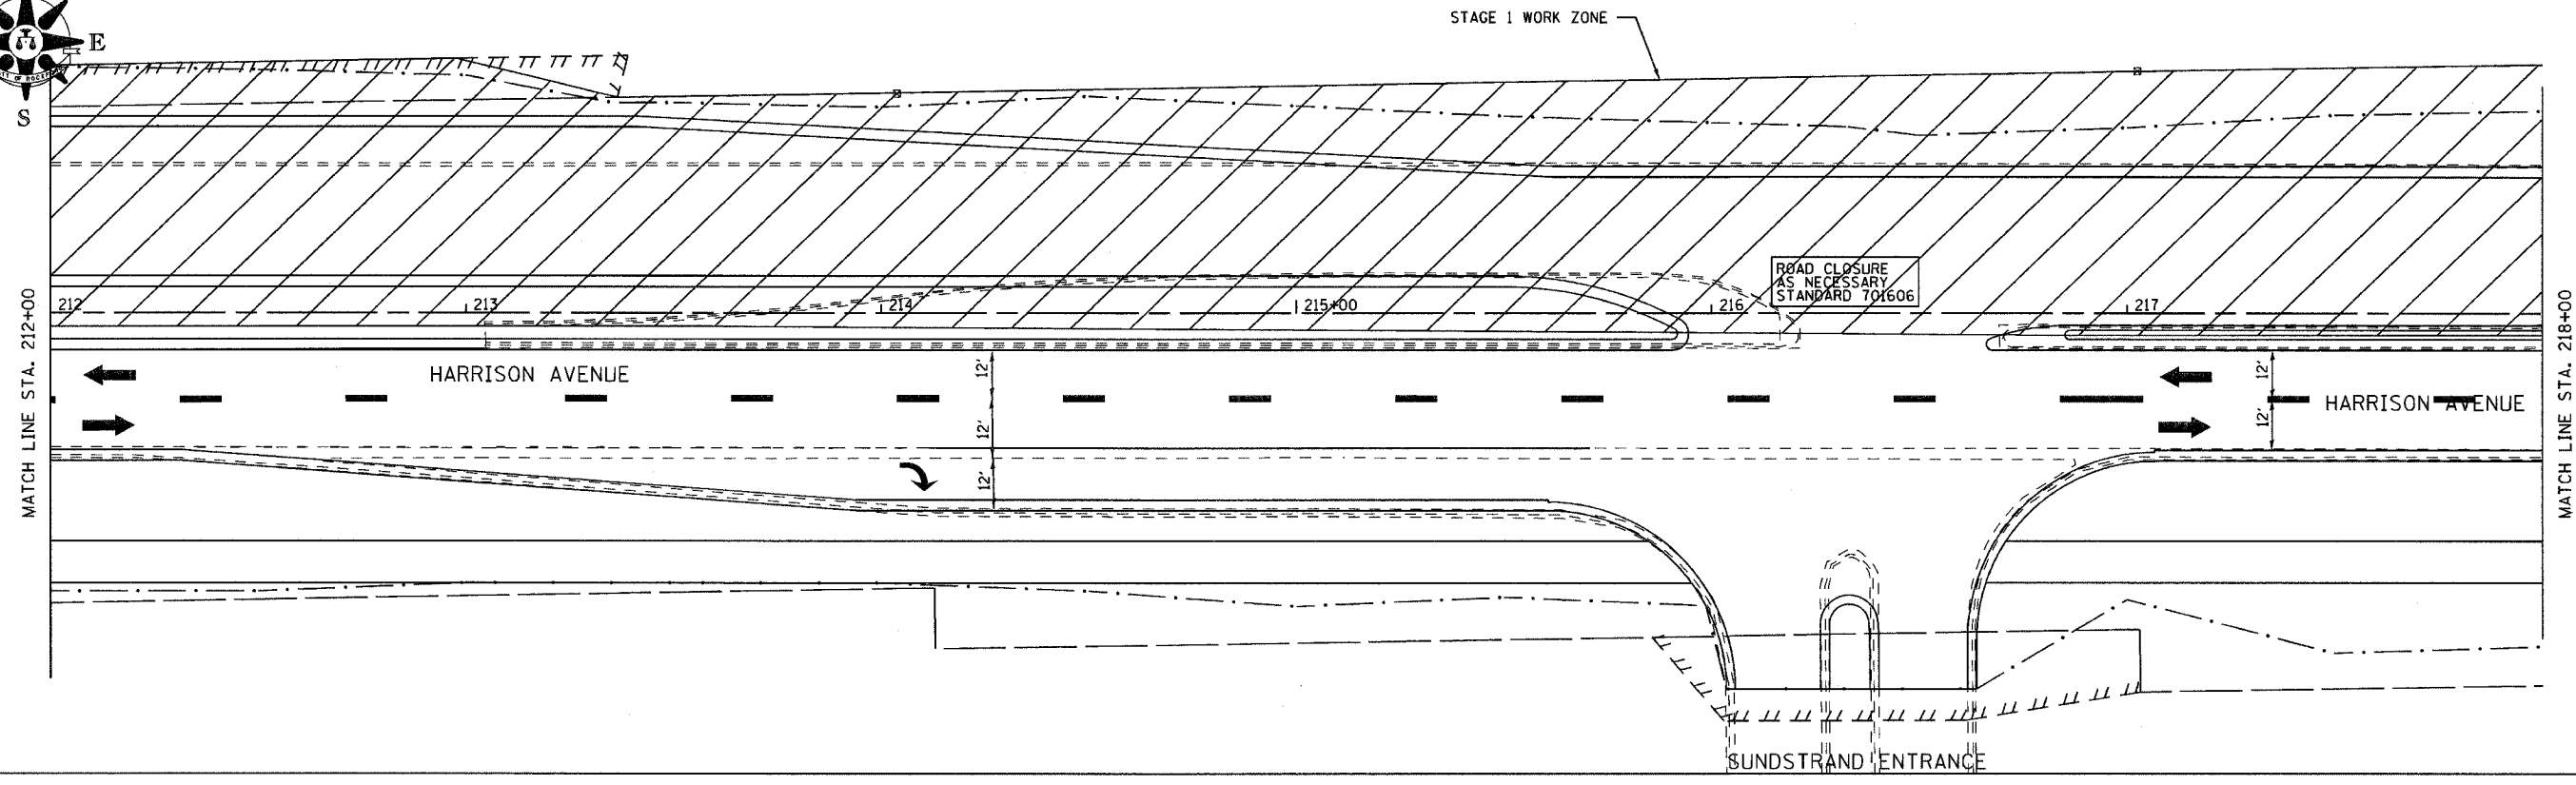 STAGE 1 WORK ZONE
E
S
ROAD CLOSURE
AS NECESSARY
STANDARD 701606
212
213
214
215+00
216
217
MATCH LINE STA. 212+00
MATCH LINE STA. 218+00
HARRISON AVENUE
12'
12'
12'
12'
12'
HARRISON AVENUE
SUNDSTRAND ENTRANCE